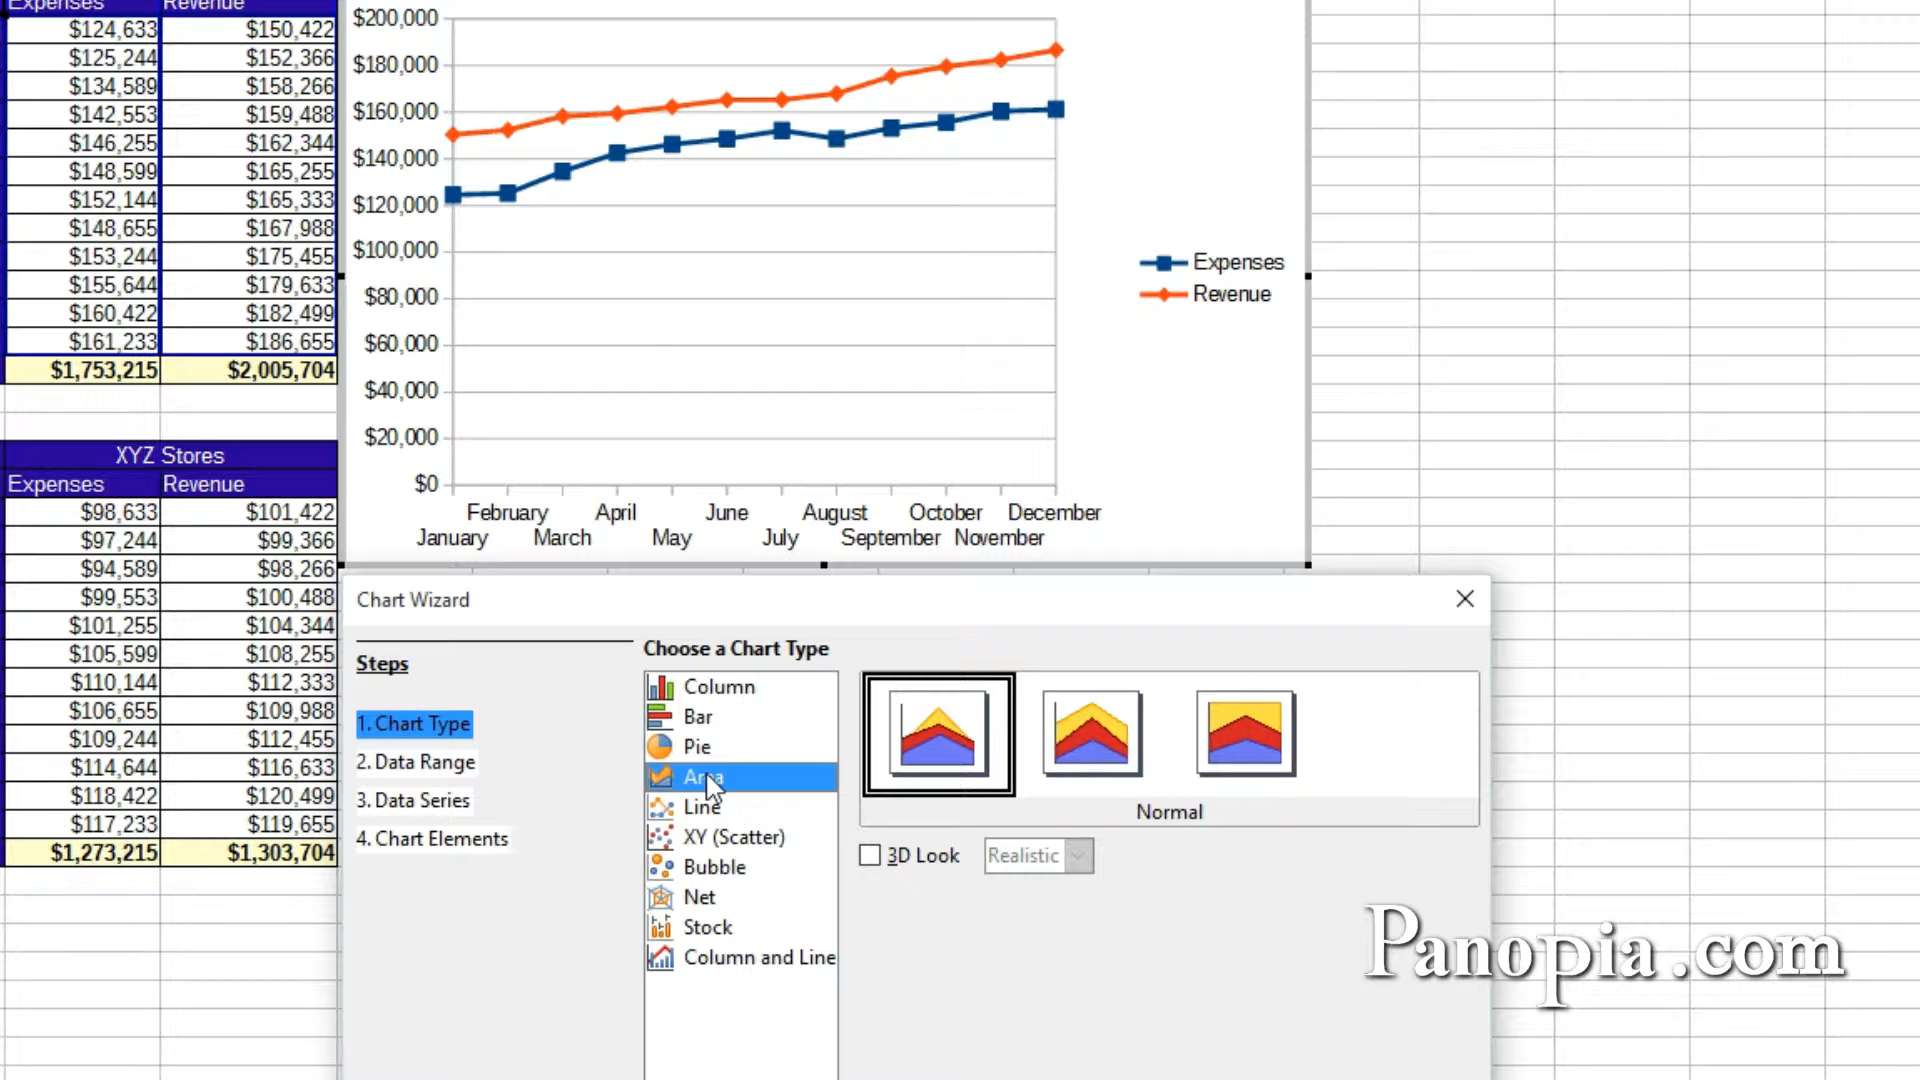 Expenses Revenue
$124,633 $150,422
$125,244 $152,366
$134,589 $158,266
$142,553 $159,488
$146,255 $162,344
$148,599 $165,255
$152,144 $165,333
$148,655 $167,988
$153,244 $175,455
$155,644 $179,633
$160,422 $182,499
$161,233 $186,655
$1,753,215 $2,005,704
XYZ Stores
Expenses Revenue
$98,633 $101,422
$97,244 $99,366
$94,589 $98,266
$99,553 $100,488
$101,255 $104,344
$105,599 $108,255
$110,144 $112,333
$106,655 $109,988
$109,244 $112,455
$114,644 $116,633
$118,422 $120,499
$117,233 $119,655
$1,273,215 $1,303,704
$200,000
$180,000
$160,000
$140,000
$120,000
$100,000
$80,000
$60,000
$40,000
$20,000
$0
February April June August October December
January March May July September November
Expenses
Revenue
Chart Wizard
Steps
1. Chart Type
2. Data Range
3. Data Series
4. Chart Elements
Choose a Chart Type
Column
Bar
Pie
Area
Line
XY (Scatter)
Bubble
Net
Stock
Column and Line
Normal
3D Look Realistic
Panopia.com